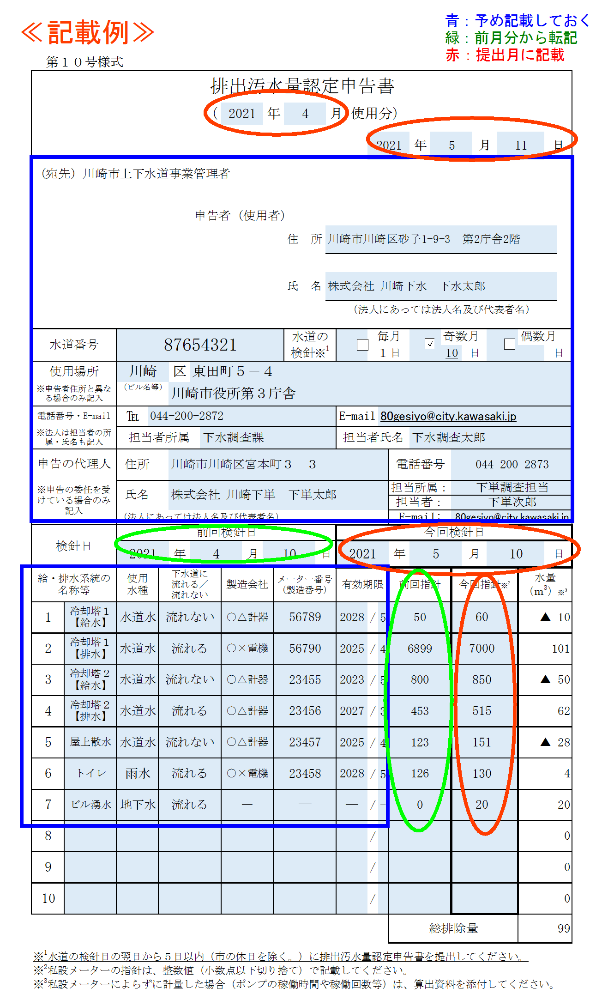 ≪記載例≫
青：予め記載しておく
緑：前月分から転記
赤：提出月に記載
第１０号様式
排出汚水量認定申告書
（ 2021 年 4 月 使用分）
2021 年 5 月 11 日
（宛先）川崎市上下水道事業管理者
申告者（使用者）
住　所 川崎市川崎区砂子1-9-3　第2庁舎2階
氏　名 株式会社 川崎下水　下水太郎
（法人にあっては法人名及び代表者名）
水道番号 87654321 水道の検針※1 毎月 1 日 ✓ 奇数月 10 日 偶数月 日
使用場所 川崎 区 東田町５－４
※申告者住所と異なる場合のみ記入 （ビル名等） 川崎市役所第３庁舎
電話番号・E-mail ℡ 044-200-2872 E-mail 80gesiyo@city.kawasaki.jp
※法人は担当者の所属・氏名も記入 担当者所属 下水調査課 担当者氏名 下水調査太郎
申告の代理人 住所 川崎市川崎区宮本町３－３ 電話番号 044-200-2873
※申告の委任を受けている場合のみ記入 氏名 株式会社 川崎下単　下単太郎 担当所属： 下単調査担当
担当者： 下単次郎
（法人にあっては法人名及び代表者名） E-mail： 80gesiyo@city.kawasaki.jp
検針日 前回検針日 今回検針日
2021 年 4 月 10 日 2021 年 5 月 10 日
給・排水系統の名称等 使用水種 下水道に流れる／流れない 製造会社 メーター番号（製造番号） 有効期限 前回指針 今回指針※2 水量（m3）※3
1 冷却塔１【給水】 水道水 流れない ○△計器 56789 2028 / 5 50 60 ▲ 10
2 冷却塔１【排水】 水道水 流れる ○×電機 56790 2025 / 4 6899 7000 101
3 冷却塔２【給水】 水道水 流れない ○△計器 23455 2023 / 5 800 850 ▲ 50
4 冷却塔２【排水】 水道水 流れる ○△計器 23456 2027 / 3 453 515 62
5 屋上散水 水道水 流れない ○△計器 23457 2025 / 4 123 151 ▲ 28
6 トイレ 雨水 流れる ○×電機 23458 2028 / 5 126 130 4
7 ビル湧水 地下水 流れる ― ― ― / - 0 20 20
8 / 0
9 / 0
10 / 0
総排除量 99
※1水道の検針日の翌日から５日以内（市の休日を除く。）に排出汚水量認定申告書を提出してください。
※2私設メーターの指針は、整数値（小数点以下切り捨て）で記載してください。
※3私設メーターによらずに計量した場合（ポンプの稼働時間や稼働回数等）は、算出資料を添付してください。